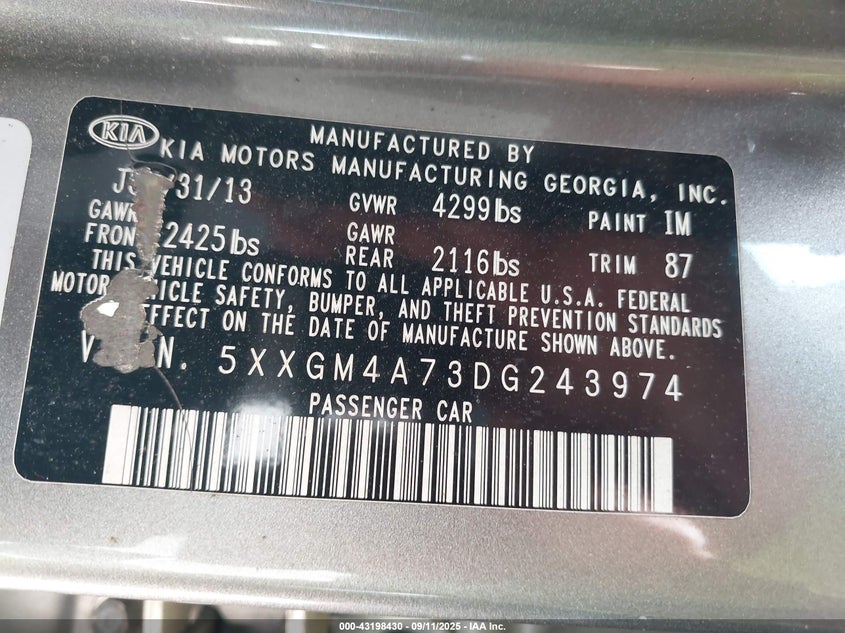 KIA
MANUFACTURED BY
KIA MOTORS MANUFACTURING GEORGIA, INC.
31/13 GVWR 4299lbs PAINT IM
2425lbs GAWR REAR 2116lbs TRIM 87
THIS VEHICLE CONFORMS TO ALL APPLICABLE U.S.A. FEDERAL
MOTOR VEHICLE SAFETY, BUMPER, AND THEFT PREVENTION STANDARDS
EFFECT ON THE DATE OF MANUFACTURE SHOWN ABOVE.
5XXGM4A73DG243974
PASSENGER CAR
000-43198430 - 09/11/2025 - IAA Inc.